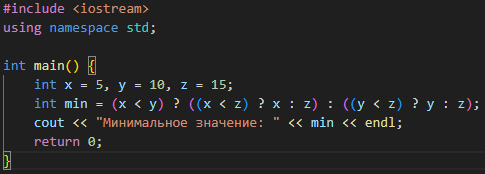 #include <iostream>
using namespace std;
int main() {
int x = 5, y = 10, z = 15;
int min = (x < y) ? ((x < z) ? x : z) : ((y < z) ? y : z);
cout << "Минимальное значение: " << min << endl;
return 0;
}